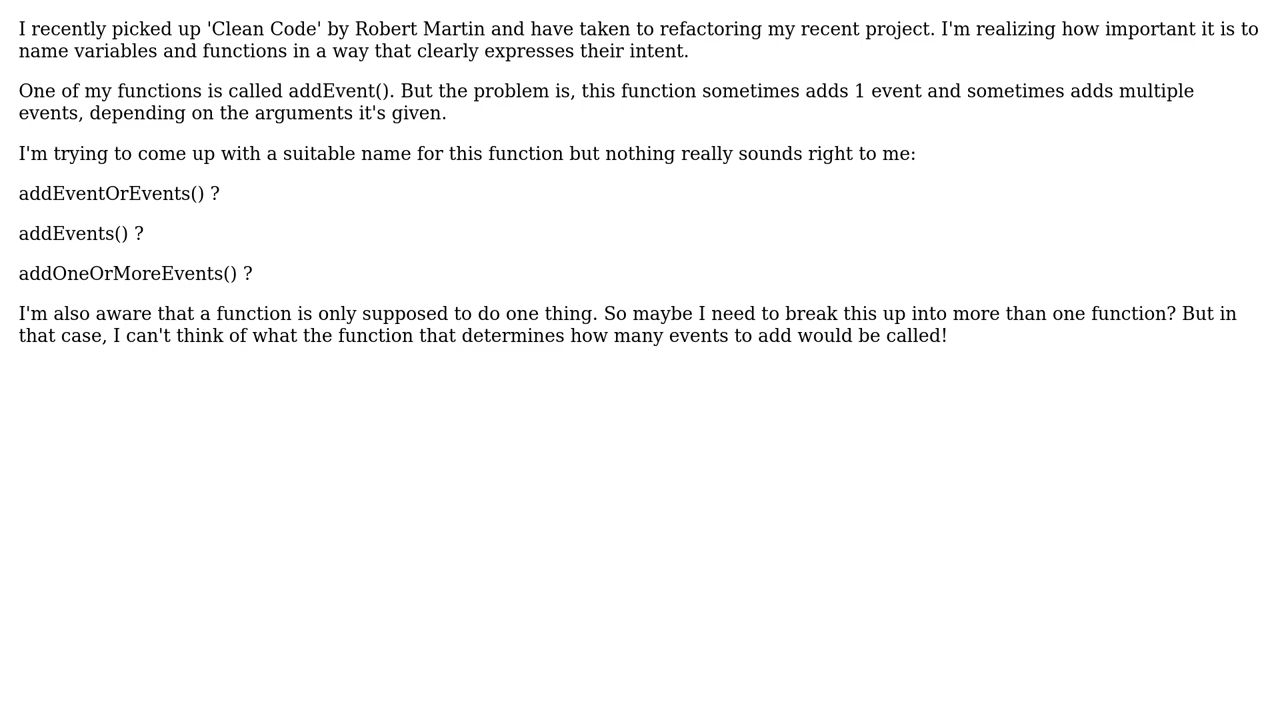 I recently picked up 'Clean Code' by Robert Martin and have taken to refactoring my recent project. I'm realizing how important it is to
name variables and functions in a way that clearly expresses their intent.
One of my functions is called addEvent(). But the problem is, this function sometimes adds 1 event and sometimes adds multiple
events, depending on the arguments it's given.
I'm trying to come up with a suitable name for this function but nothing really sounds right to me:
addEventOrEvents() ?
addEvents() ?
addOneOrMoreEvents() ?
I'm also aware that a function is only supposed to do one thing. So maybe I need to break this up into more than one function? But in
that case, I can't think of what the function that determines how many events to add would be called!